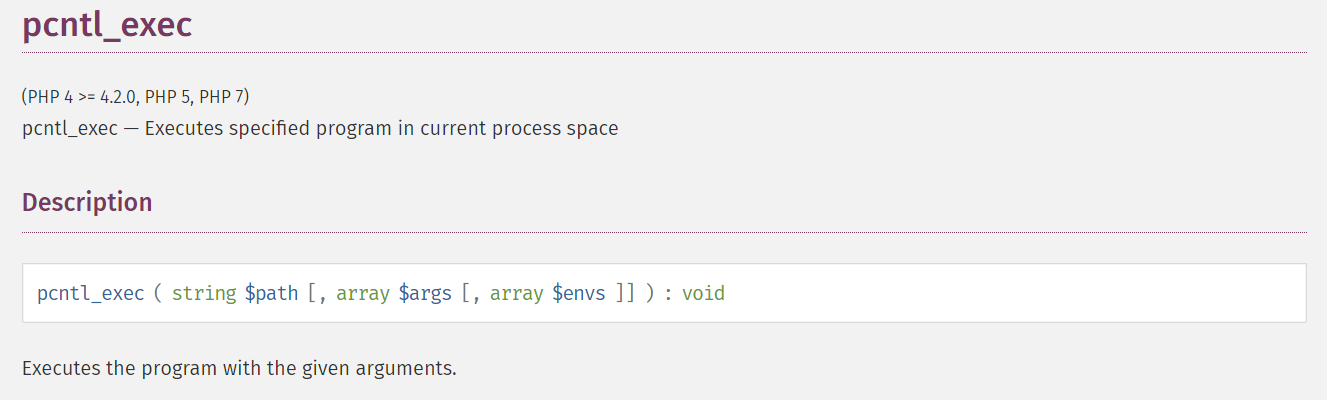 pcntl_exec
(PHP 4 >= 4.2.0, PHP 5, PHP 7)
pcntl_exec — Executes specified program in current process space
Description
pcntl_exec ( string $path [, array $args [, array $envs ]] ) : void
Executes the program with the given arguments.